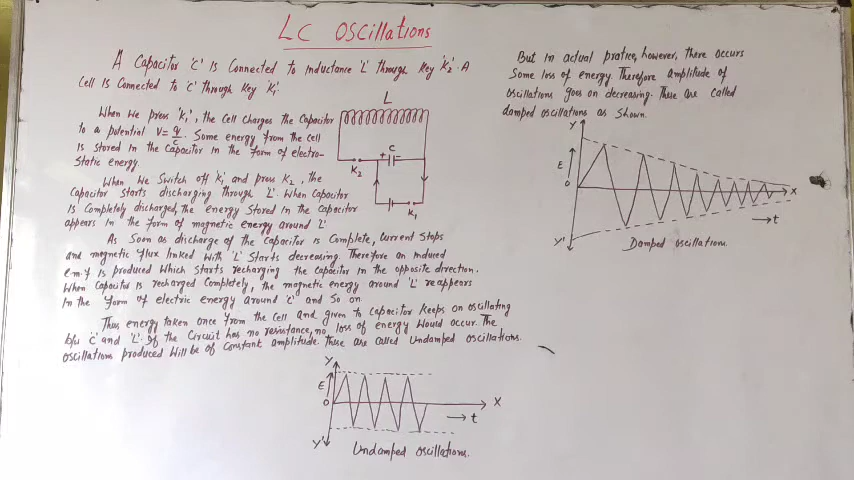 LC Oscillations
A Capacitor 'C' is Connected to Inductance 'L' through Key 'K2'. A
Cell is Connected to 'C' through Key 'K1'
When we press 'K1', the Cell Charges the Capacitor
to a potential V= q/c. Some energy from the Cell
is stored in the Capacitor in the form of electro-
static energy.
When we Switch off 'K1' and press K2, the
Capacitor Starts discharging through 'L'. When Capacitor
is Completely discharged, the energy Stored in the Capacitor
appears in the form of magnetic energy around 'L'
As Soon as discharge of the Capacitor is Complete, Current Stops
and magnetic flux linked with 'L' Starts decreasing. Therefore an induced
e.m.f is produced which starts recharging the capacitor in the opposite direction.
When Capacitor is recharged Completely, the magnetic energy around 'L' reappears
in the form of electric energy around 'C' and So on
Thus energy taken once from the Cell and given to Capacitor Keeps on oscillating
b/w 'C' and 'L'. If the Circuit has no resistance, no loss of energy would occur. The
oscillations produced will be of Constant amplitude. These are called Undamped oscillations.
L
+ C -
K2
K1
Y
E
O
X
t
Y'
Undamped oscillations.
But in actual pratice, however, there occurs
Some loss of energy. Therefore amplitude of
oscillations goes on decreasing. These are called
damped oscillations as Shown.
Y
E
O
X
t
Y'
Damped oscillations.